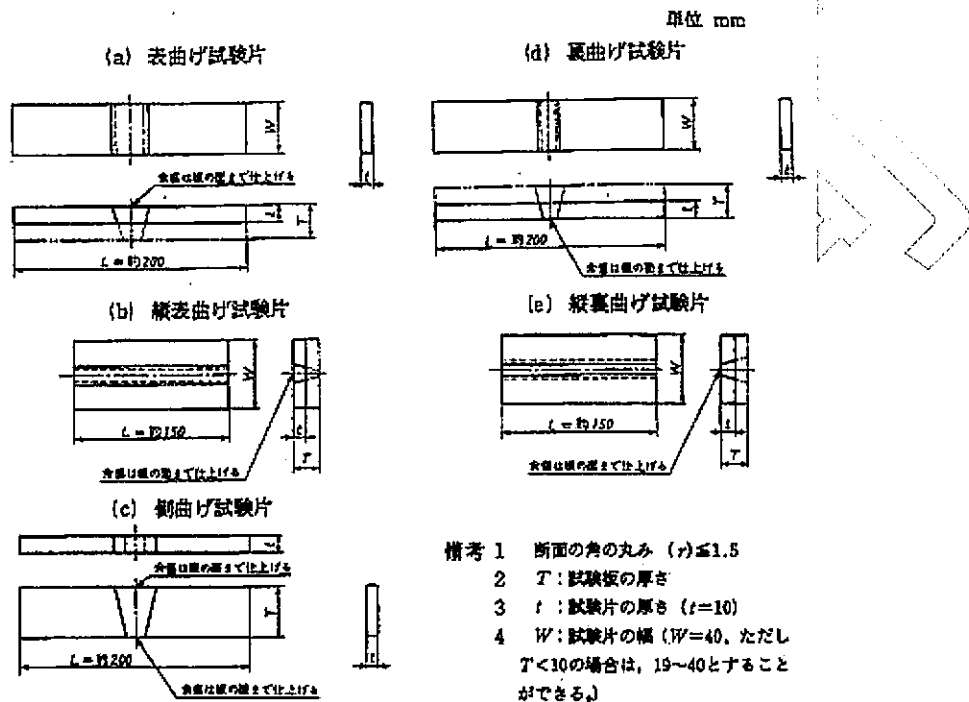 単位 mm
(a) 表曲げ試験片
(d) 裏曲げ試験片
W
t
W
t
余盛は板の面まで仕上げる
t
T
L=約200
t
T
L=約200
余盛は板の面まで仕上げる
(b) 縦表曲げ試験片
(e) 縦裏曲げ試験片
W
L=約150
t
T
余盛は板の面まで仕上げる
W
L=約150
t
T
余盛は板の面まで仕上げる
(c) 側曲げ試験片
t
余盛は板の面まで仕上げる
T
L=約200
t
余盛は板の面まで仕上げる
備考 1 断面の角の丸み (r)≦1.5
2 T:試験板の厚さ
3 t:試験片の厚さ (t=10)
4 W:試験片の幅 (W=40, ただし
T<10の場合は, 19~40とすること
ができる。)